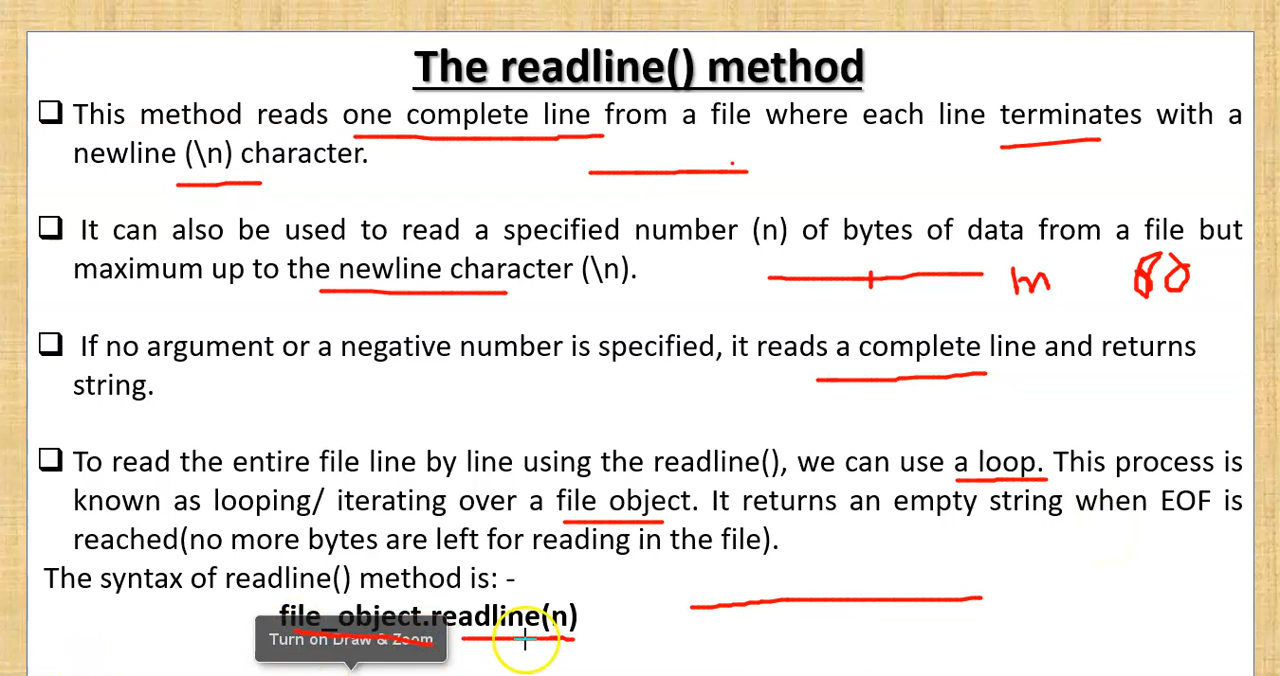 The readline() method
❑ This method reads one complete line from a file where each line terminates with a
newline (\n) character.
❑ It can also be used to read a specified number (n) of bytes of data from a file but
maximum up to the newline character (\n).
❑ If no argument or a negative number is specified, it reads a complete line and returns
string.
❑ To read the entire file line by line using the readline(), we can use a loop. This process is
known as looping/ iterating over a file object. It returns an empty string when EOF is
reached(no more bytes are left for reading in the file).
The syntax of readline() method is: -
file_object.readline(n)
Turn on Draw & Zoom